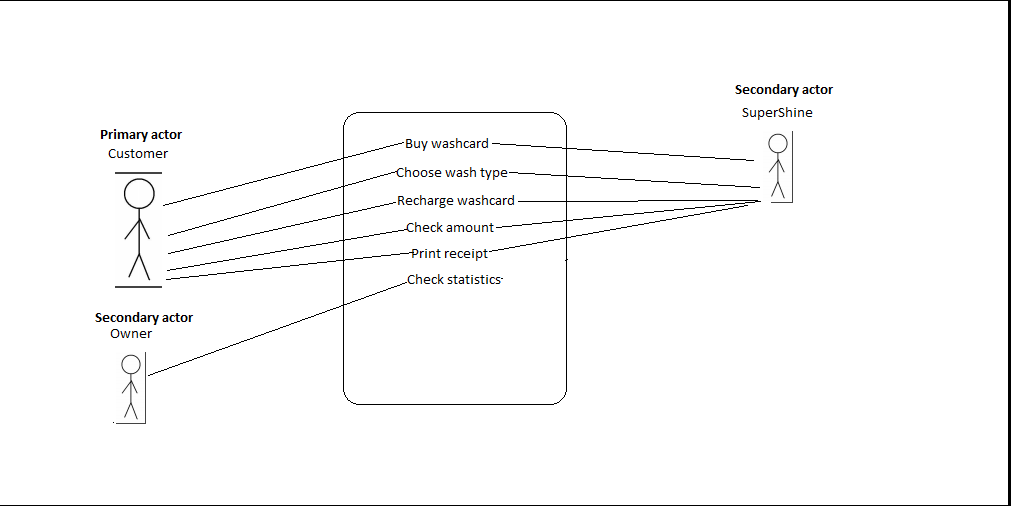 Secondary actor
SuperShine
Primary actor
Customer
Buy washcard
Choose wash type
Recharge washcard
Check amount
Print receipt
Check statistics
Secondary actor
Owner